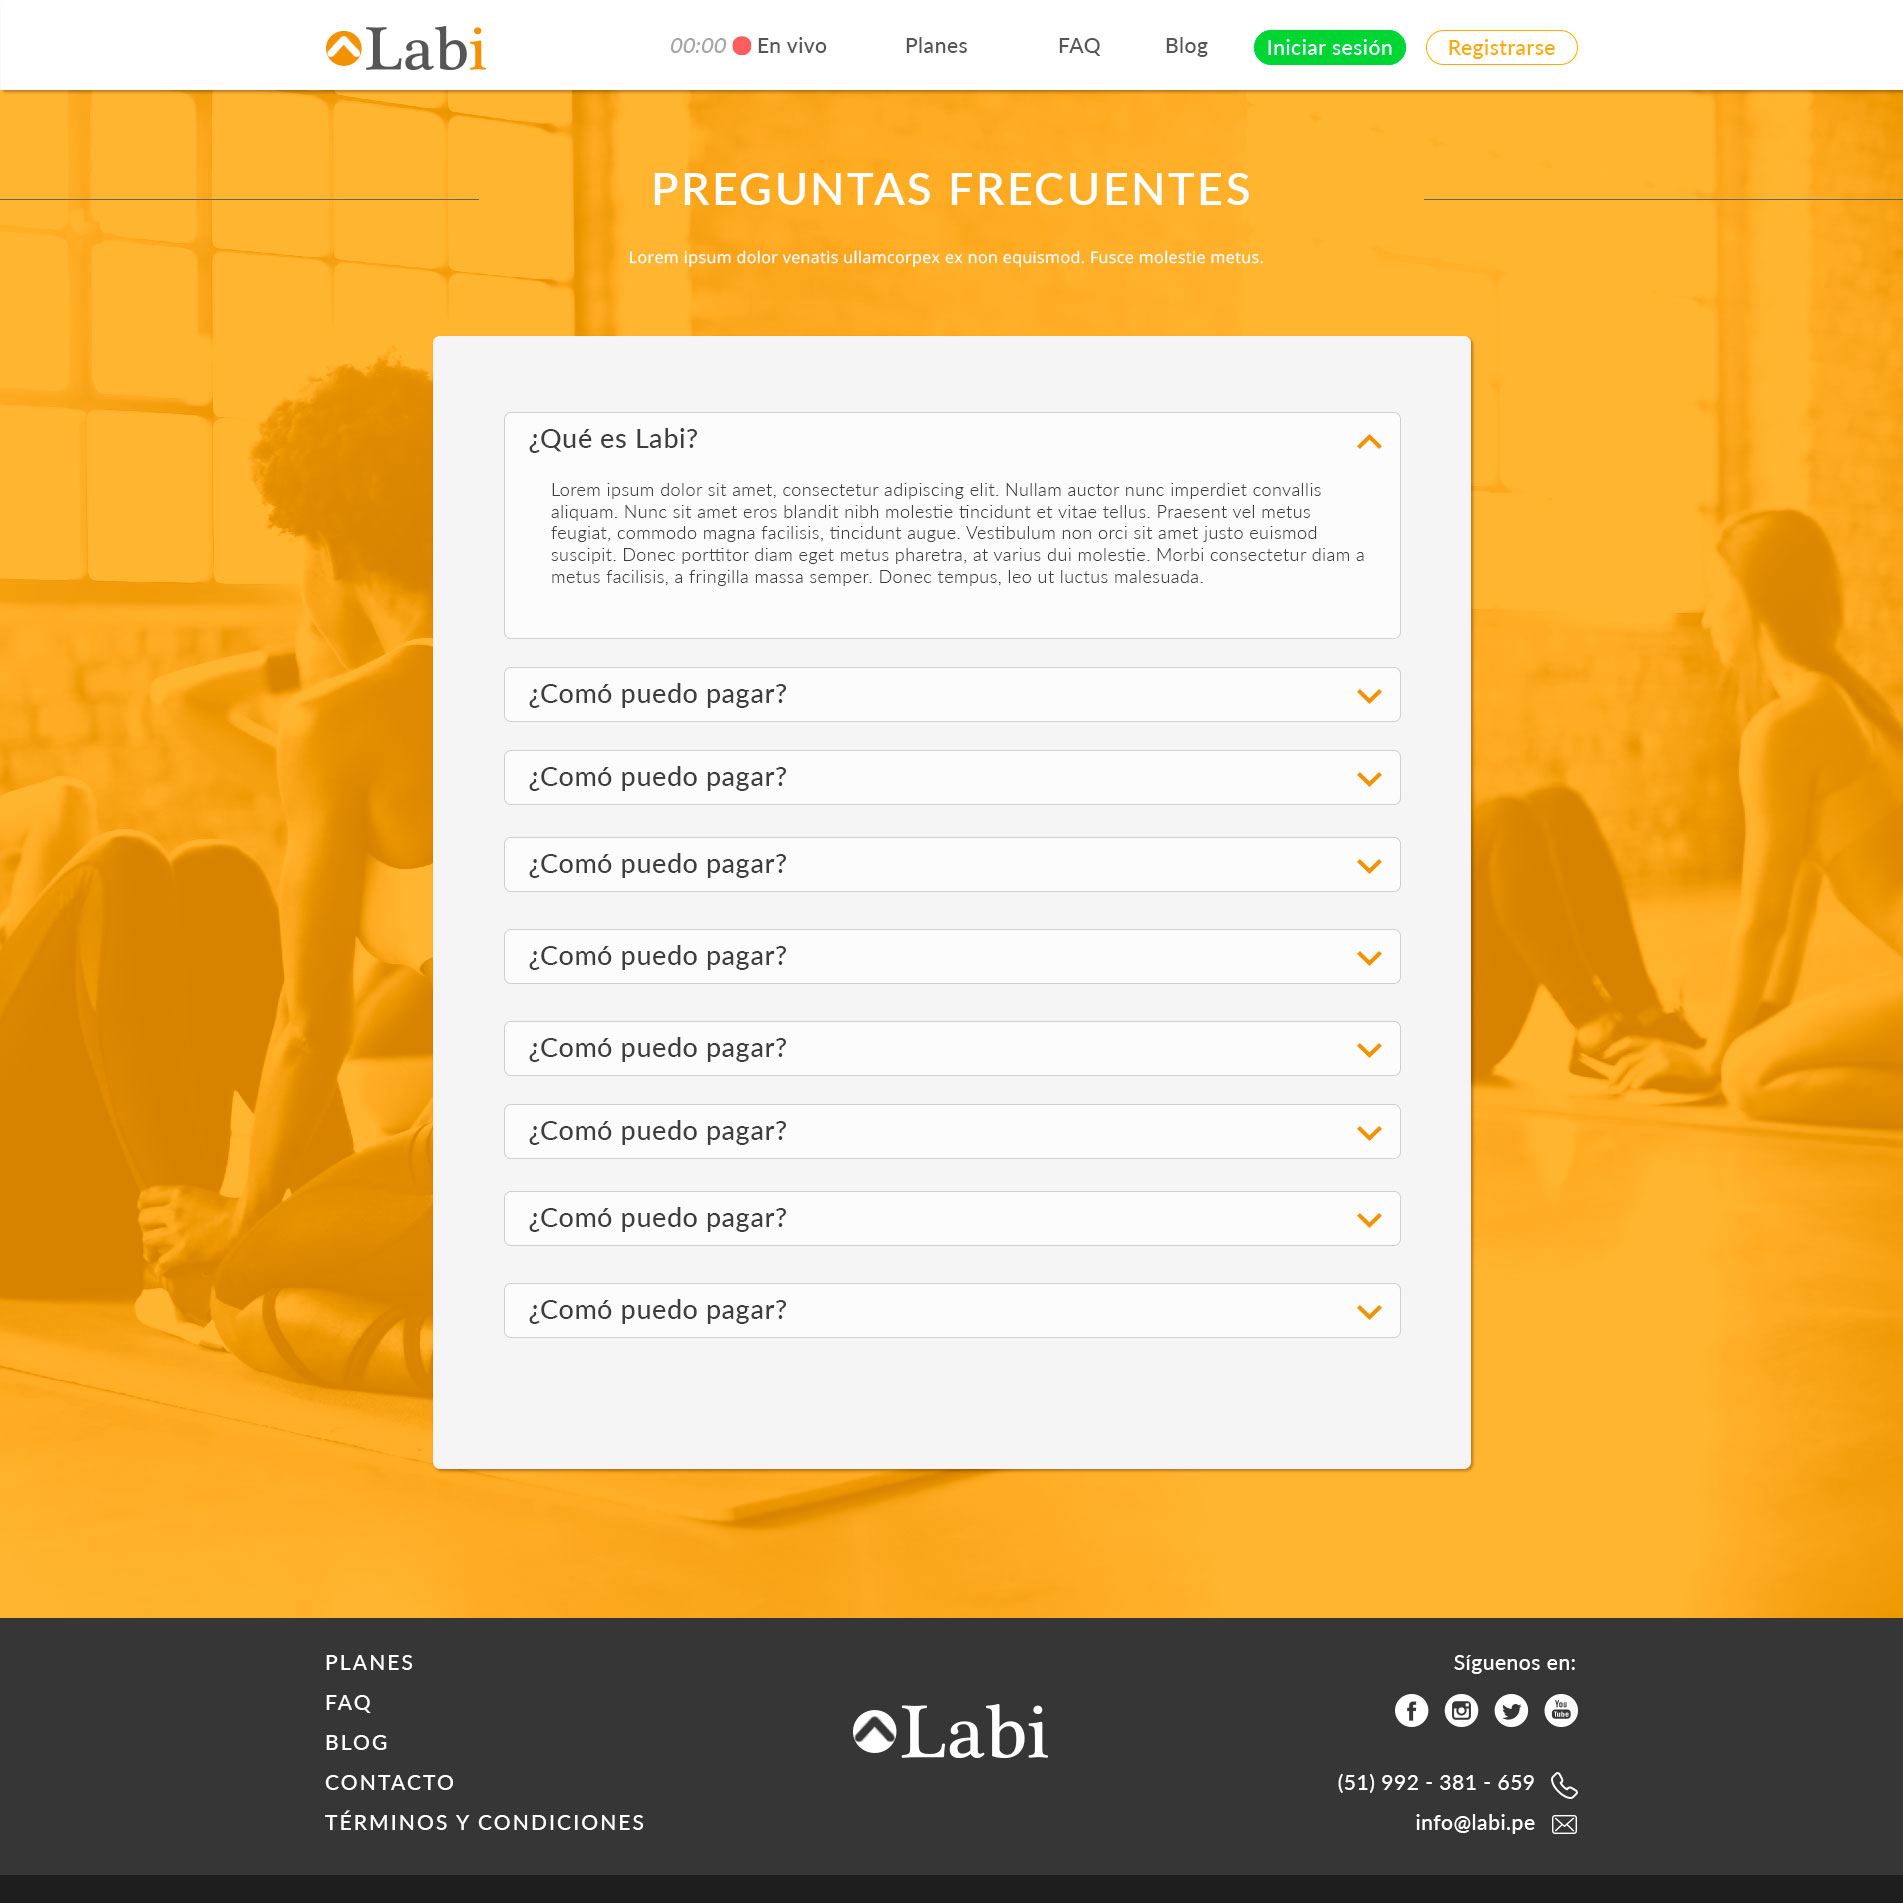 Labi
00:00 En vivo
Planes
FAQ
Blog
Iniciar sesión
Registrarse
PREGUNTAS FRECUENTES
Lorem ipsum dolor venatis ullamcorpex ex non equismod. Fusce molestie metus.
¿Qué es Labi?
Lorem ipsum dolor sit amet, consectetur adipiscing elit. Nullam auctor nunc imperdiet convallis
aliquam. Nunc sit amet eros blandit nibh molestie tincidunt et vitae tellus. Praesent vel metus
feugiat, commodo magna facilisis, tincidunt augue. Vestibulum non orci sit amet justo euismod
suscipit. Donec porttitor diam eget metus pharetra, at varius dui molestie. Morbi consectetur diam a
metus facilisis, a fringilla massa semper. Donec tempus, leo ut luctus malesuada.
¿Comó puedo pagar?
¿Comó puedo pagar?
¿Comó puedo pagar?
¿Comó puedo pagar?
¿Comó puedo pagar?
¿Comó puedo pagar?
¿Comó puedo pagar?
¿Comó puedo pagar?
PLANES
FAQ
BLOG
CONTACTO
TÉRMINOS Y CONDICIONES
Labi
Síguenos en:
You
Tube
(51) 992 - 381 - 659
info@labi.pe